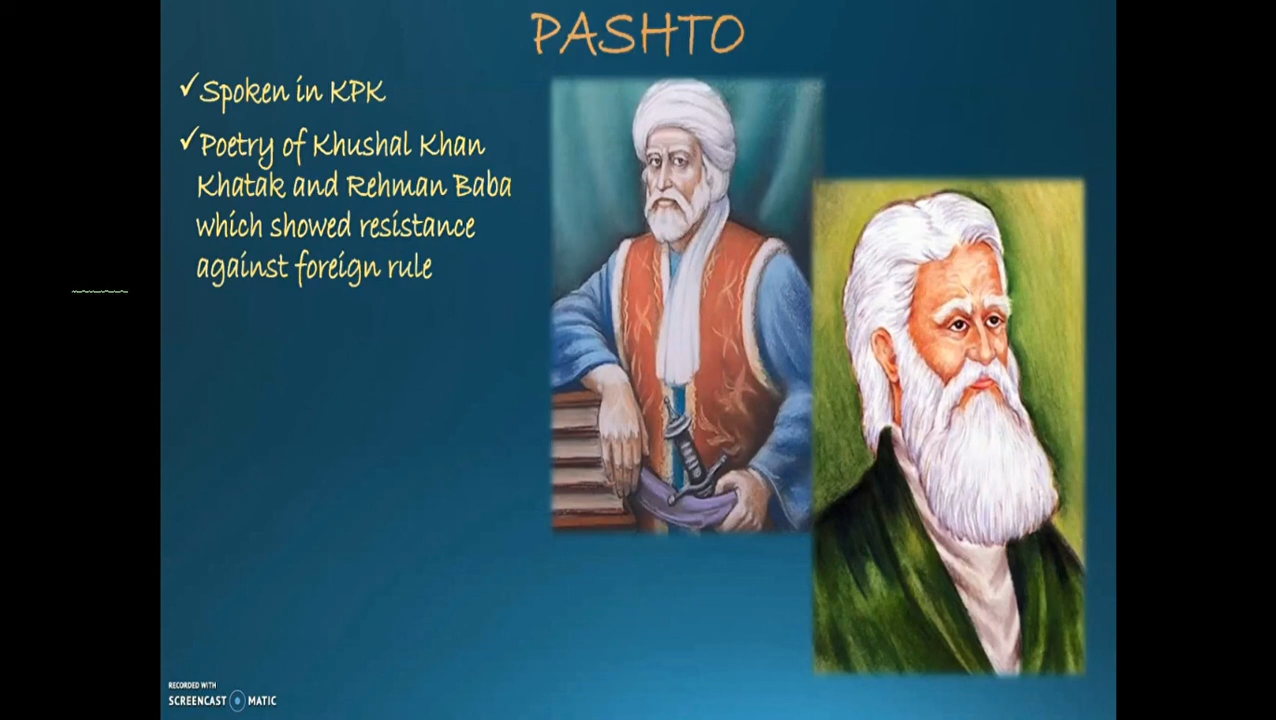 PASHTO
✓Spoken in KPK
✓Poetry of Khushal Khan
Khatak and Rehman Baba
which showed resistance
against foreign rule
RECORDED WITH
SCREENCAST MATIC